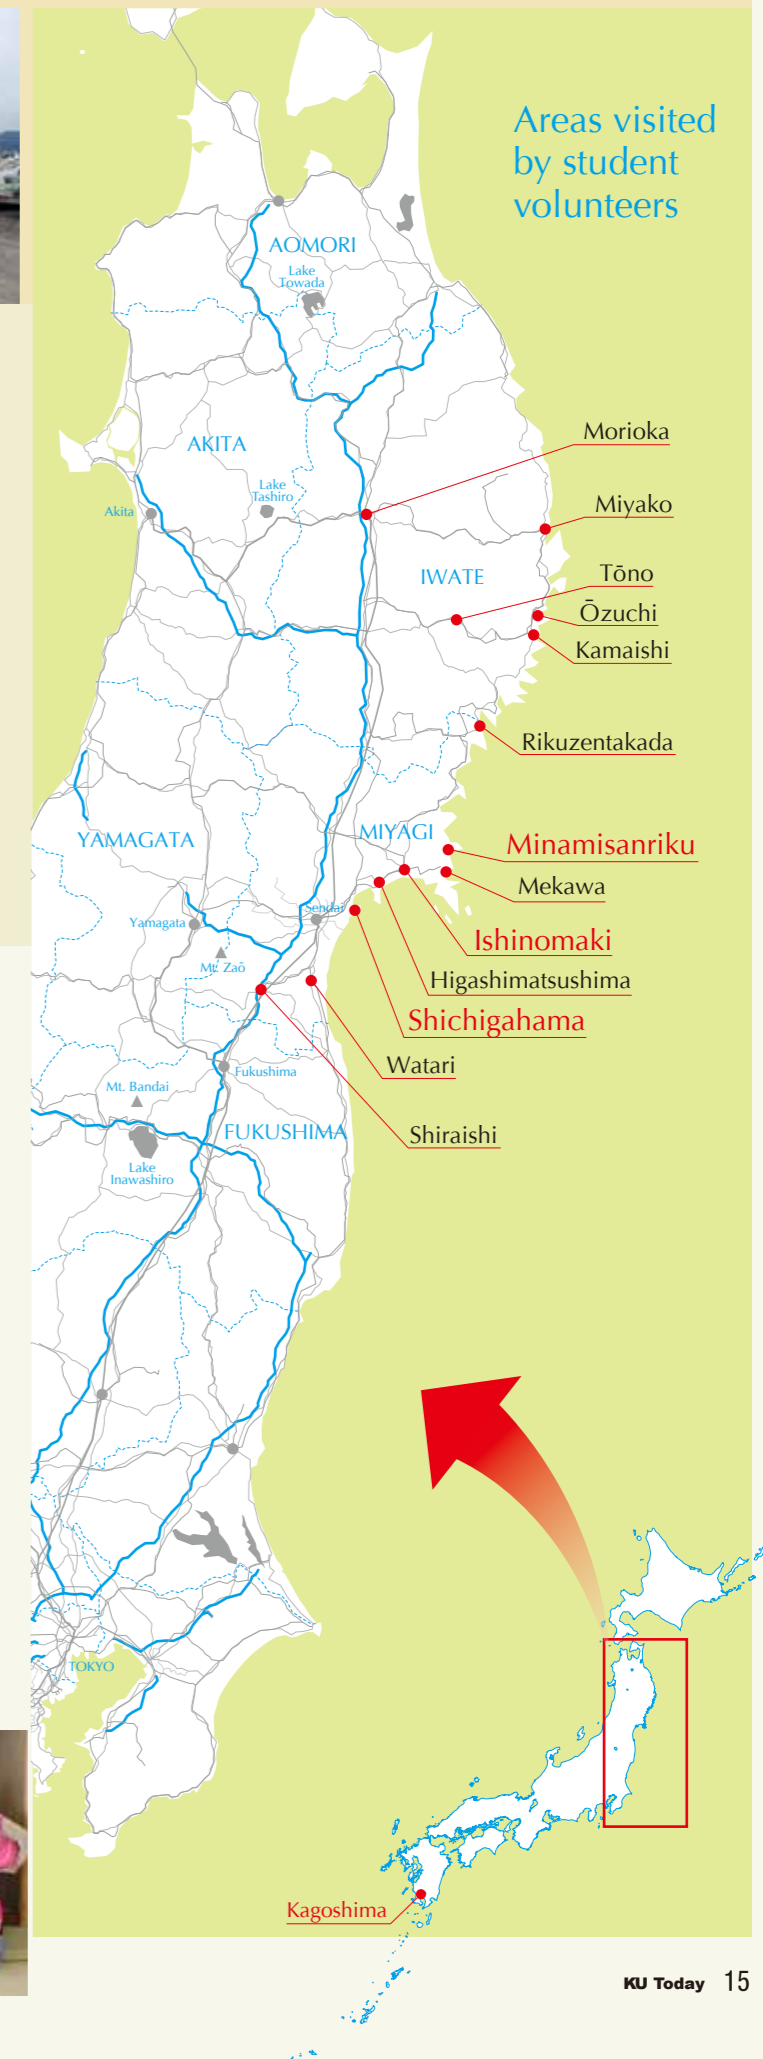 Areas visited
by student
volunteers
AOMORI
Lake
Towada
Morioka
AKITA
Lake
Tashiro
Akita
Miyako
IWATE
Tōno
Ōzuchi
Kamaishi
Rikuzentakada
MIYAGI
YAMAGATA
Minamisanriku
Mekawa
Sendai
Yamagata
Ishinomaki
Mt. Zaō
Higashimatsushima
Shichigahama
Watari
Fukushima
Mt. Bandai
FUKUSHIMA
Shiraishi
Lake
Inawashiro
TOKYO
Kagoshima
KU Today 15